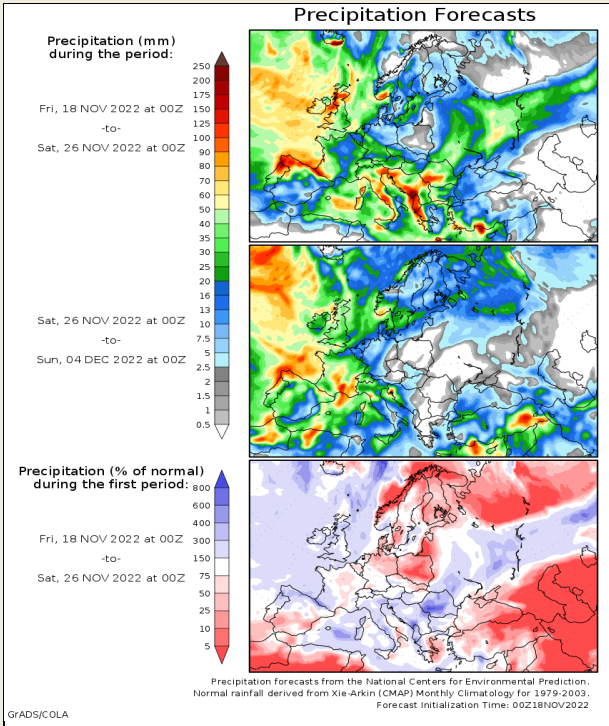 Precipitation Forecasts
Precipitation (mm)
during the period:
Fri, 18 NOV 2022 at 00Z
-to-
Sat, 26 NOV 2022 at 00Z
250
200
175
150
125
100
90
80
70
60
50
40
35
30
25
20
16
13
10
7.5
5
2.5
2
1.5
1
0.5
Sat, 26 NOV 2022 at 00Z
-to-
Sun, 04 DEC 2022 at 00Z
Precipitation (% of normal)
during the first period:
Fri, 18 NOV 2022 at 00Z
-to-
Sat, 26 NOV 2022 at 00Z
800
600
400
300
150
75
50
25
10
5
Precipitation forecasts from the National Centers for Environmental Prediction.
Normal rainfall derived from Xie-Arkin (CMAP) Monthly Climatology for 1979-2003.
Forecast Initialization Time: 00Z18NOV2022
GrADS/COLA